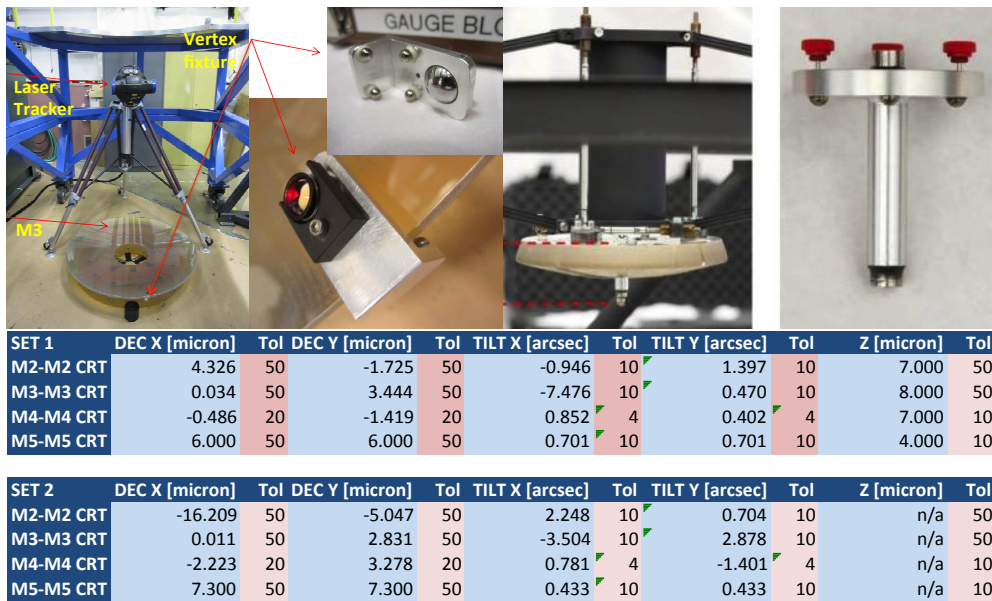 Vertex
fixture
GAUGE BLO
Laser
Tracker
M3
SET 1 DEC X [micron] Tol DEC Y [micron] Tol TILT X [arcsec] Tol TILT Y [arcsec] Tol Z [micron] Tol
M2-M2 CRT 4.326 50 -1.725 50 -0.946 10 1.397 10 7.000 50
M3-M3 CRT 0.034 50 3.444 50 -7.476 10 0.470 10 8.000 50
M4-M4 CRT -0.486 20 -1.419 20 0.852 4 0.402 4 7.000 10
M5-M5 CRT 6.000 50 6.000 50 0.701 10 0.701 10 4.000 10
SET 2 DEC X [micron] Tol DEC Y [micron] Tol TILT X [arcsec] Tol TILT Y [arcsec] Tol Z [micron] Tol
M2-M2 CRT -16.209 50 -5.047 50 2.248 10 0.704 10 n/a 50
M3-M3 CRT 0.011 50 2.831 50 -3.504 10 2.878 10 n/a 50
M4-M4 CRT -2.223 20 3.278 20 0.781 4 -1.401 4 n/a 10
M5-M5 CRT 7.300 50 7.300 50 0.433 10 0.433 10 n/a 10